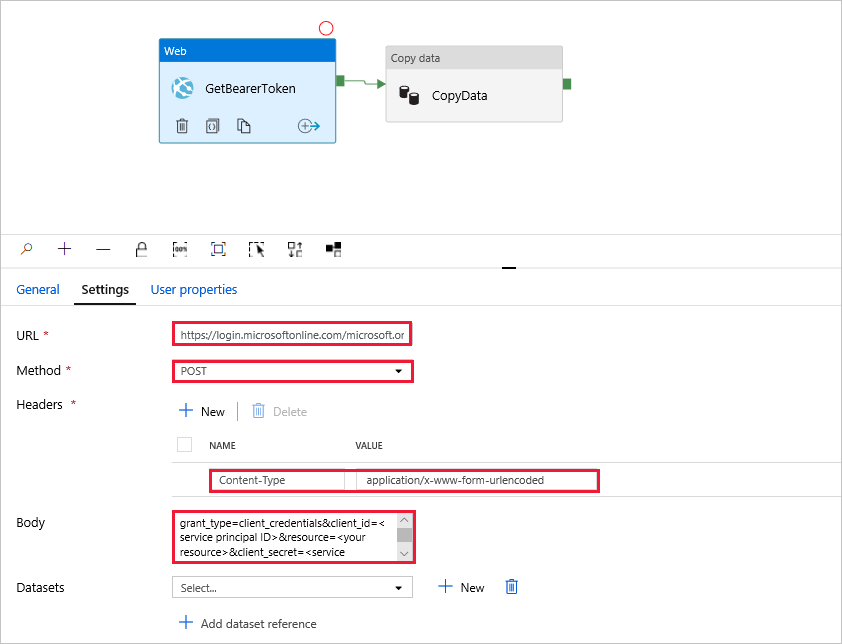 Web
GetBearerToken
Copy data
CopyData
100%
General
Settings
User properties
URL *
https://login.microsoftonline.com/microsoft.or
Method *
POST
Headers *
New
Delete
NAME
VALUE
Content-Type
application/x-www-form-urlencoded
Body
grant_type=client_credentials&client_id=<
service principal ID>&resource=<your
resource>&client_secret=<service
Datasets
Select...
New
Add dataset reference